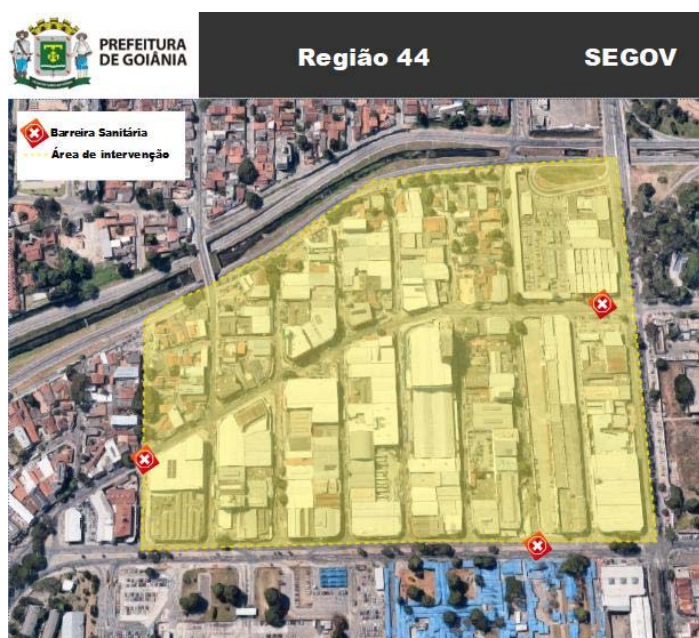 PREFEITURA
DE GOIÂNIA
Região 44
SEGOV
Barreira Sanitária
Área de intervenção